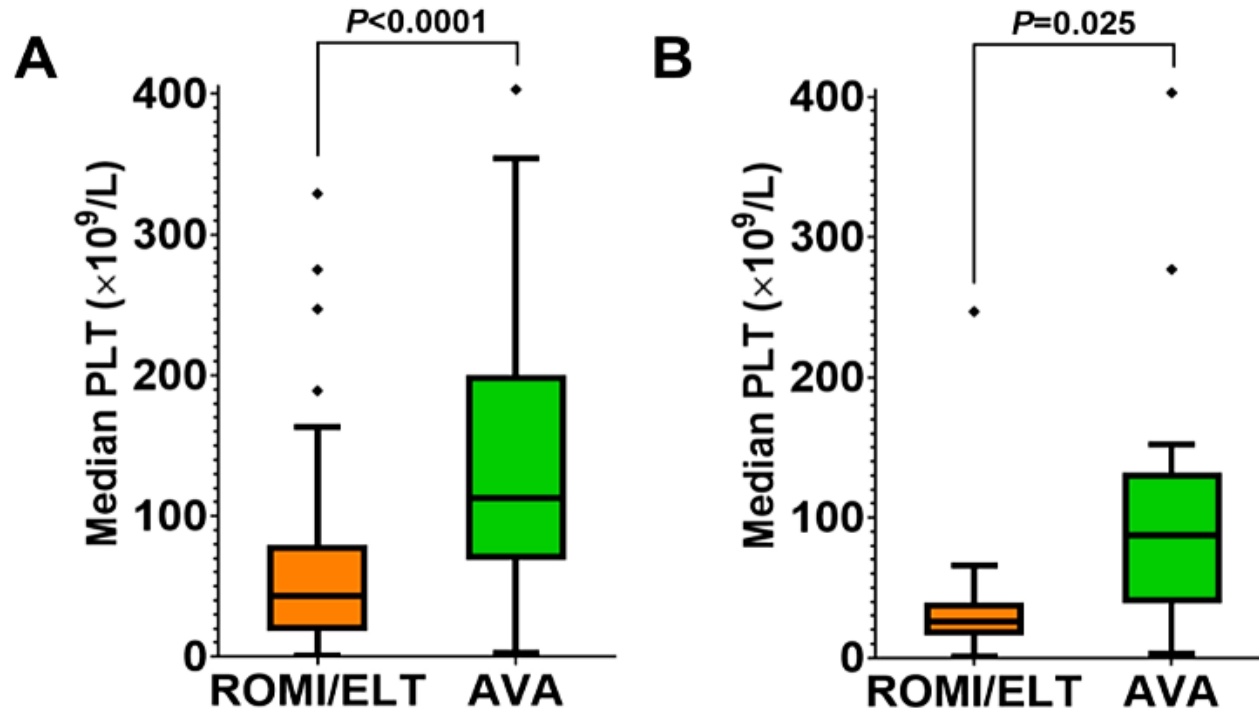 A
P<0.0001
Median PLT (×10⁹/L)
400
300
200
100
0
ROMI/ELT AVA
B
P=0.025
Median PLT (×10⁹/L)
400
300
200
100
0
ROMI/ELT AVA